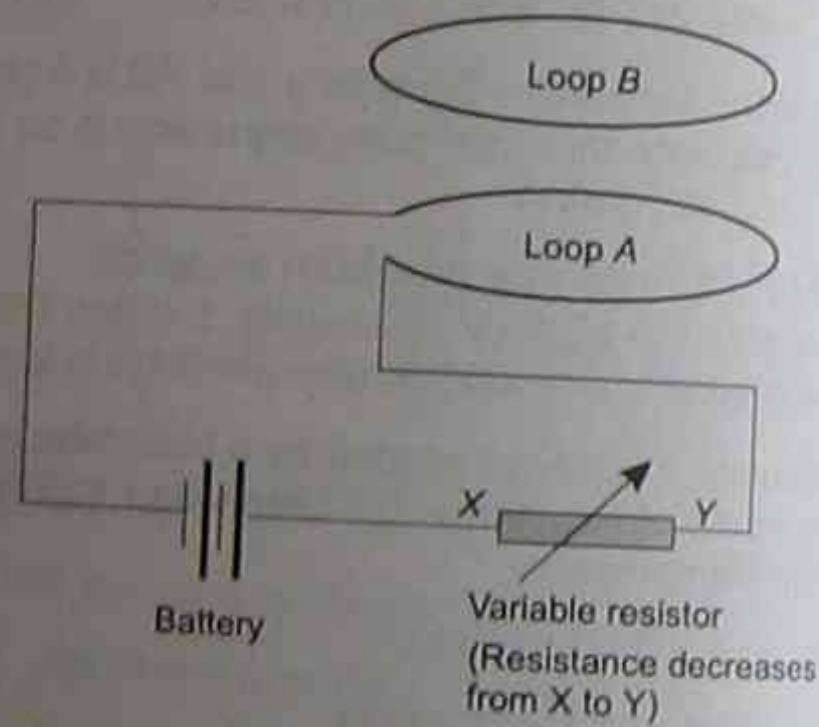 Loop B
Loop A
X
Y
Battery
Variable resistor
(Resistance decreases
from X to Y)